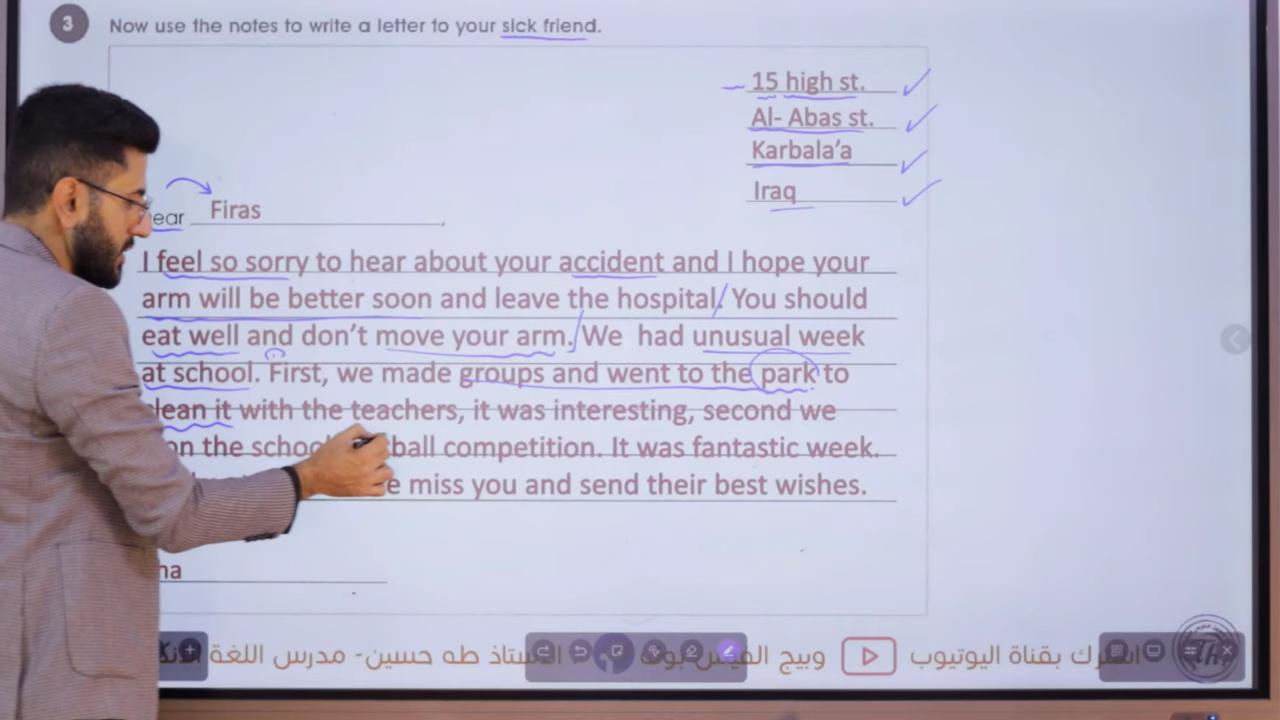 3 Now use the notes to write a letter to your sick friend.
15 high st.
Al- Abas st.
Karbala'a
Iraq
ear Firas
I feel so sorry to hear about your accident and I hope your
arm will be better soon and leave the hospital. You should
eat well and don't move your arm. We had unusual week
at school. First, we made groups and went to the park to
clean it with the teachers, it was interesting, second we
on the school ball competition. It was fantastic week.
e miss you and send their best wishes.
na
اشترك بقناة اليوتيوب وبيج الفيس بوك الاستاذ طه حسين- مدرس اللغة